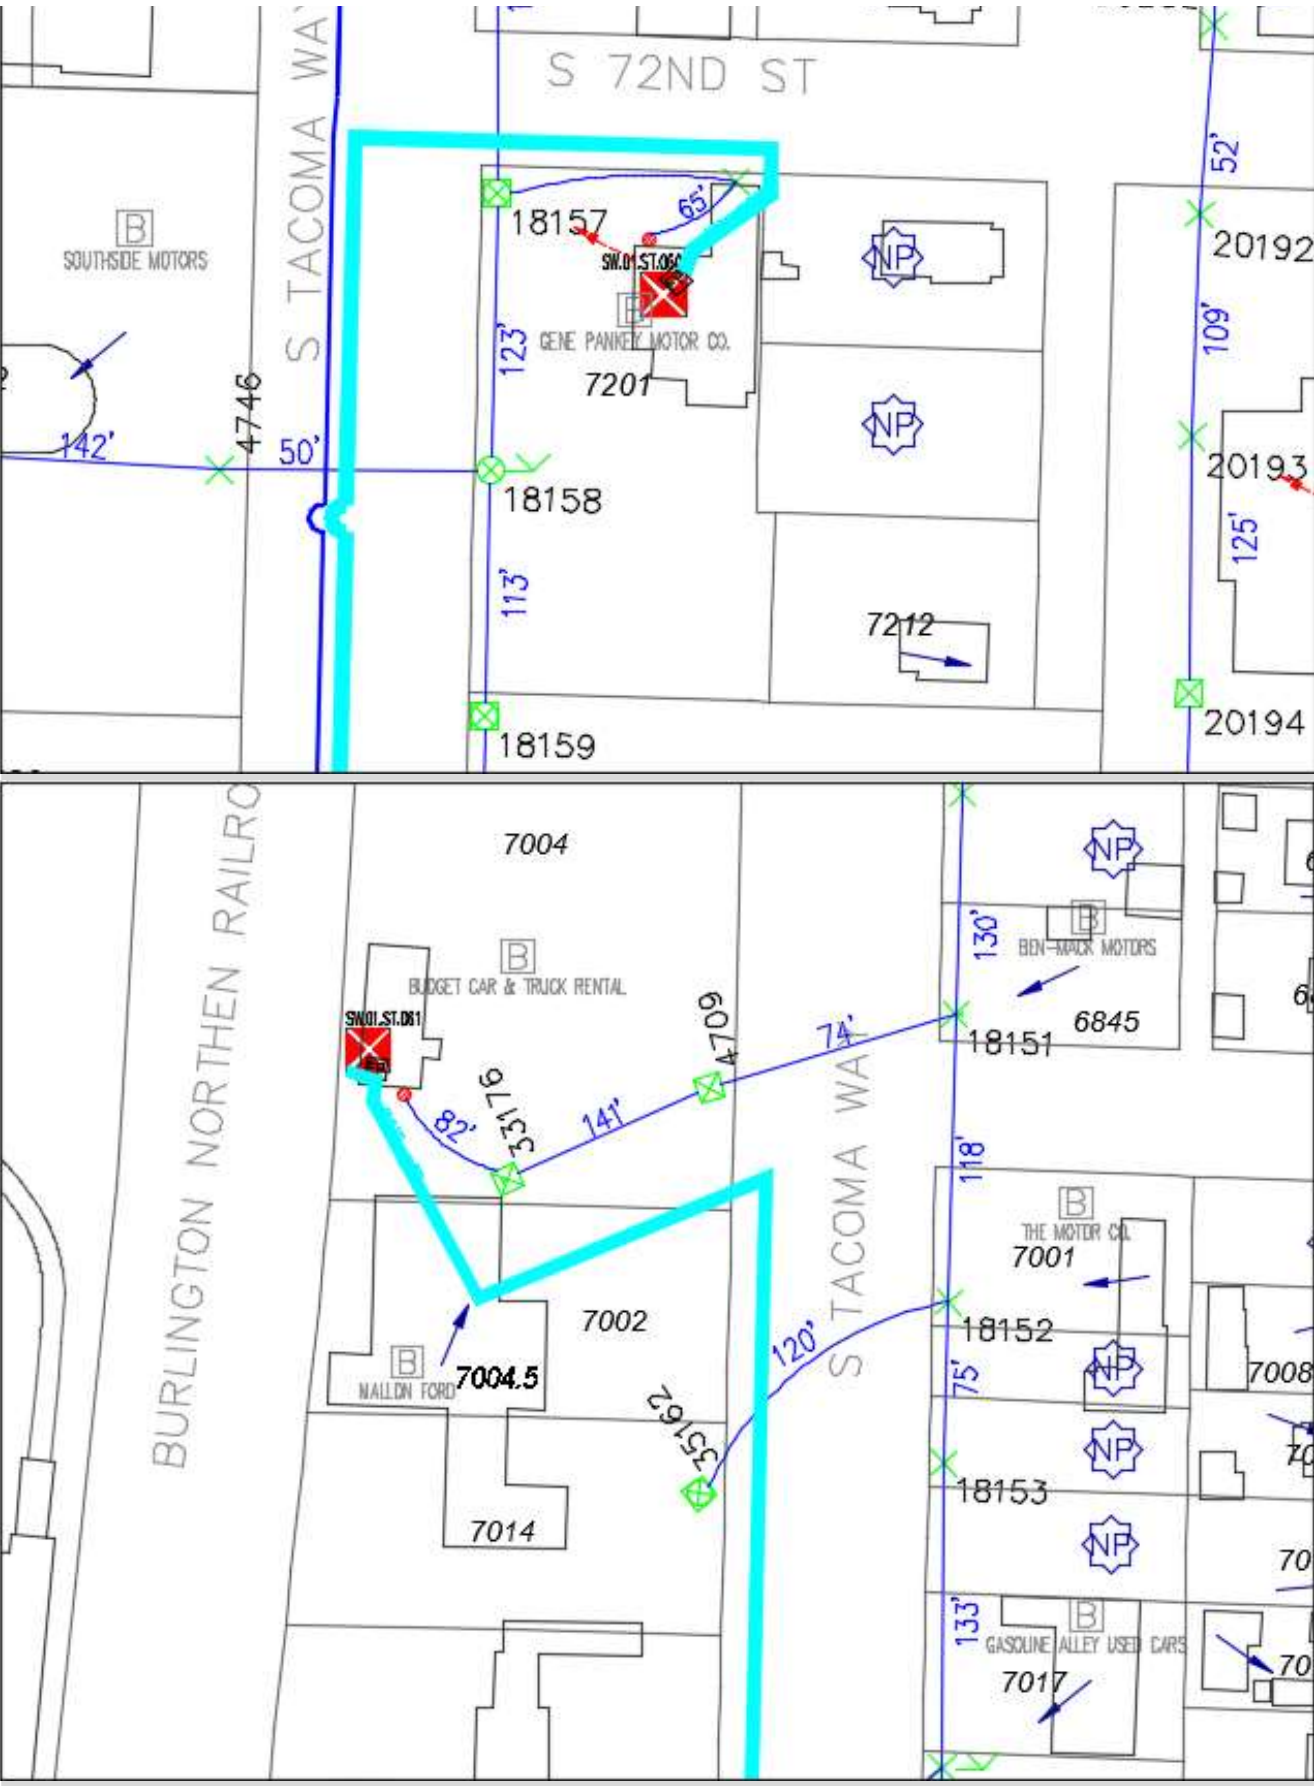 S 72ND ST
S TACOMA WA
52'
B
SOUTHSIDE MOTORS
18157
65'
20192
NP
SW.01.ST.060
B
GENE PANKEY MOTOR CO.
7201
123'
109'
4746
142'
50'
NP
18158
20193
125'
113'
7212
18159
20194
BURLINGTON NORTHEN RAILRO
7004
NP
B
BUDGET CAR & TRUCK RENTAL
130'
B
BEN-MACK MOTORS
6845
SW.01.ST.061
4709
74'
18151
33176
82'
141'
S TACOMA WA
118'
B
THE MOTOR CO.
7001
7002
120'
18152
B
MALLON FORD
7004.5
75'
NP
7008
35162
NP
18153
7014
NP
70
133'
B
GASOLINE ALLEY USED CARS
7017
70